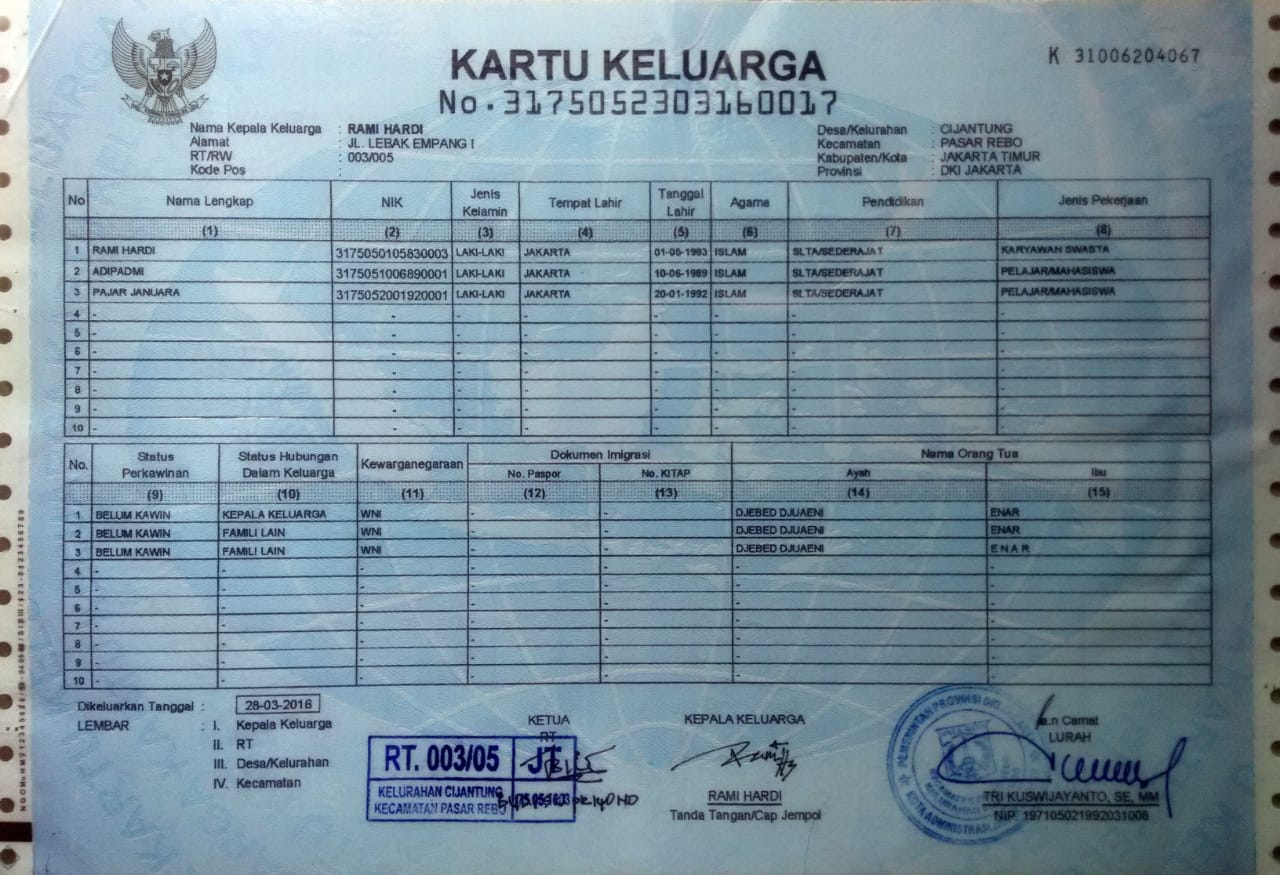 KARTU KELUARGA
No. 3175052303160017
K 31006204067
Nama Kepala Keluarga : RAMI HARDI
Alamat : JL. LEBAK EMPANG I
RT/RW : 003/005
Kode Pos :
Desa/Kelurahan : CIJANTUNG
Kecamatan : PASAR REBO
Kabupaten/Kota : JAKARTA TIMUR
Provinsi : DKI JAKARTA
No Nama Lengkap NIK Jenis Kelamin Tempat Lahir Tanggal Lahir Agama Pendidikan Jenis Pekerjaan
(1) (2) (3) (4) (5) (6) (7) (8)
1 RAMI HARDI 3175050105830003 LAKI-LAKI JAKARTA 01-05-1983 ISLAM SLTA/SEDERAJAT KARYAWAN SWASTA
2 ADIPADMI 3175051006890001 LAKI-LAKI JAKARTA 10-06-1989 ISLAM SLTA/SEDERAJAT PELAJAR/MAHASISWA
3 PAJAR JANUARA 3175052001920001 LAKI-LAKI JAKARTA 20-01-1992 ISLAM SLTA/SEDERAJAT PELAJAR/MAHASISWA
4 - - - - - - - -
5 - - - - - - - -
6 - - - - - - - -
7 - - - - - - - -
8 - - - - - - - -
9 - - - - - - - -
10 - - - - - - - -
No. Status Perkawinan Status Hubungan Dalam Keluarga Kewarganegaraan Dokumen Imigrasi Nama Orang Tua
No. Paspor No. KITAP Ayah Ibu
(9) (10) (11) (12) (13) (14) (15)
1 BELUM KAWIN KEPALA KELUARGA WNI - - DJEBED DJUAENI ENAR
2 BELUM KAWIN FAMILI LAIN WNI - - DJEBED DJUAENI ENAR
3 BELUM KAWIN FAMILI LAIN WNI - - DJEBED DJUAENI E N A R
4 - - - - - - -
5 - - - - - - -
6 - - - - - - -
7 - - - - - - -
8 - - - - - - -
9 - - - - - - -
10 - - - - - - -
Dikeluarkan Tanggal : 28-03-2016
LEMBAR : I. Kepala Keluarga
II. RT
III. Desa/Kelurahan
IV. Kecamatan
KETUA
RT
RT. 003/05 JT
KELURAHAN CIJANTUNG
KECAMATAN PASAR REBO
KEPALA KELUARGA
RAMI HARDI
Tanda Tangan/Cap Jempol
a.n Camat
LURAH
TRI KUSWIJAYANTO, SE, MM
NIP. 197105021992031008
PEMERINTAH PROVINSI DKI
KOTA ADMINISTRASI